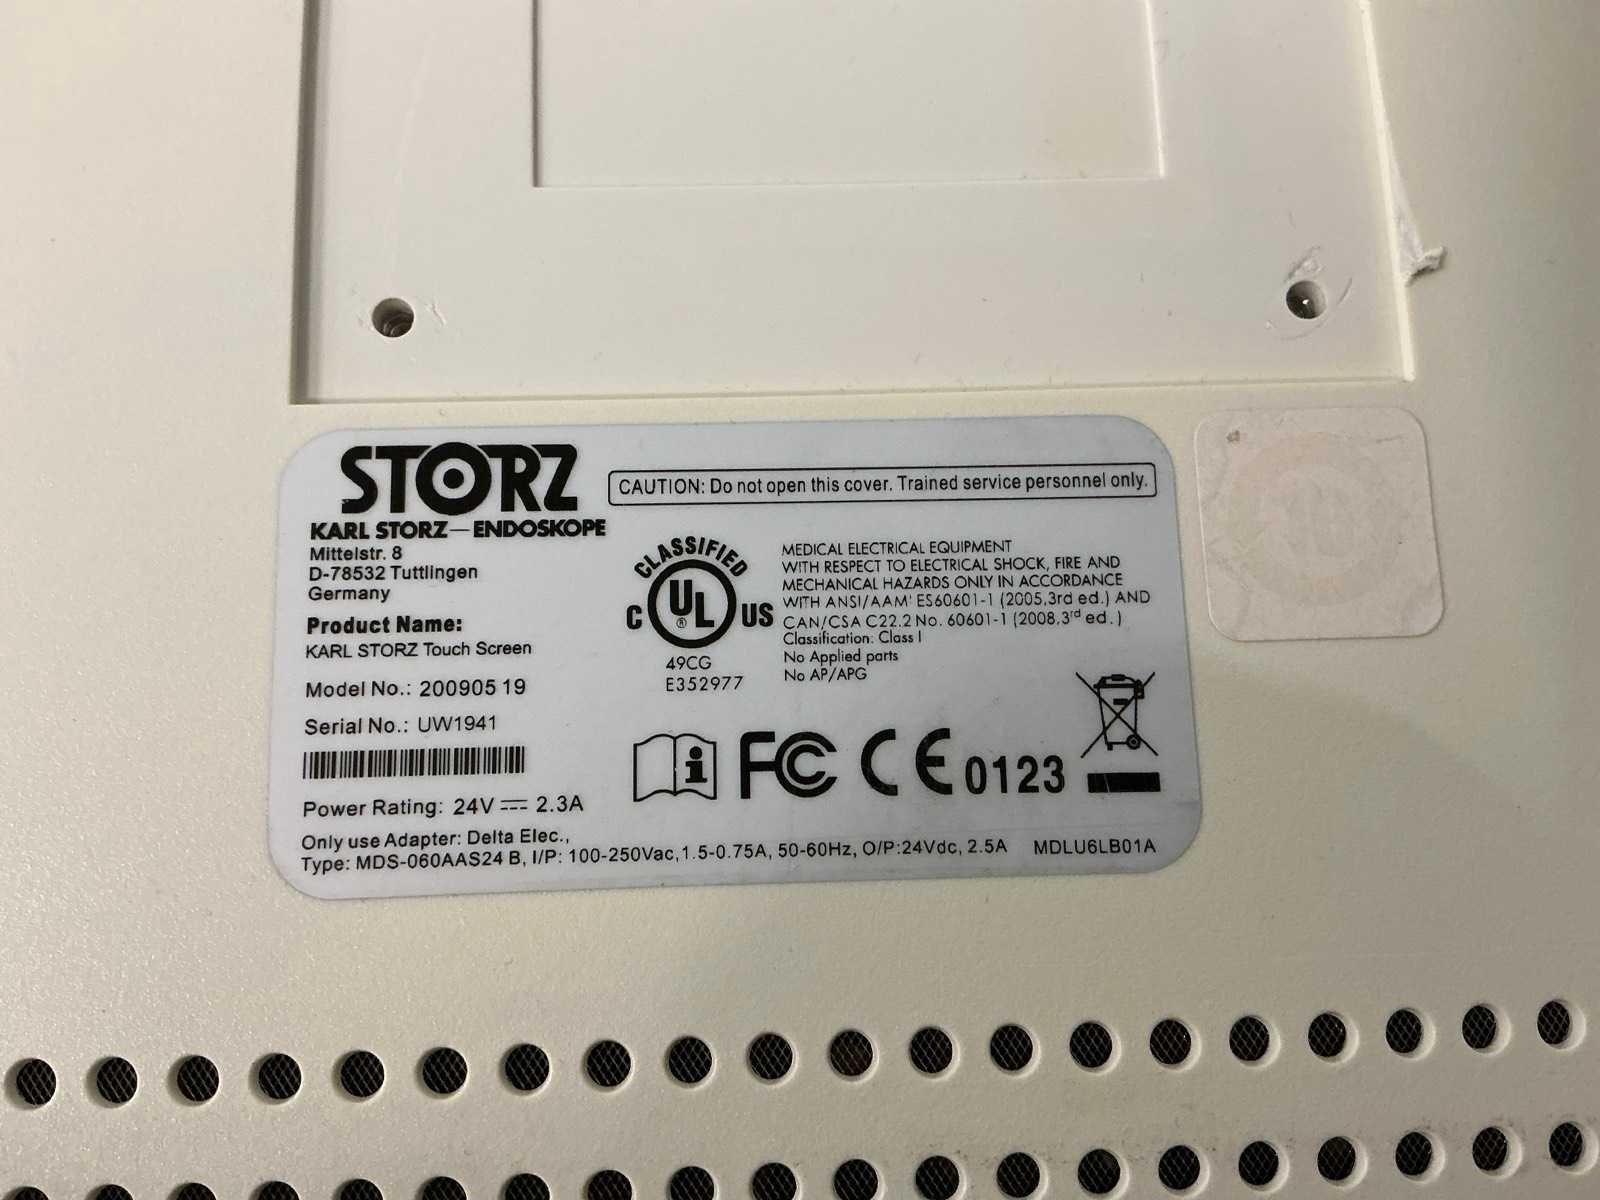 STORZ
KARL STORZ—ENDOSKOPE
Mittelstr. 8
D-78532 Tuttlingen
Germany
Product Name:
KARL STORZ Touch Screen
Model No.: 200905 19
Serial No.: UW1941
Power Rating: 24V ⎓ 2.3A
Only use Adapter: Delta Elec.,
Type: MDS-060AAS24 B, I/P: 100-250Vac,1.5-0.75A, 50-60Hz, O/P:24Vdc, 2.5A MDLU6LB01A
CAUTION: Do not open this cover. Trained service personnel only.
CLASSIFIED
C UL ® US
49CG
E352977
MEDICAL ELECTRICAL EQUIPMENT
WITH RESPECT TO ELECTRICAL SHOCK, FIRE AND
MECHANICAL HAZARDS ONLY IN ACCORDANCE
WITH ANSI/AAMI ES60601-1 (2005,3rd ed.) AND
CAN/CSA C22.2 No. 60601-1 (2008.3rd ed.)
Classification: Class I
No Applied parts
No AP/APG
i FC CE 0123